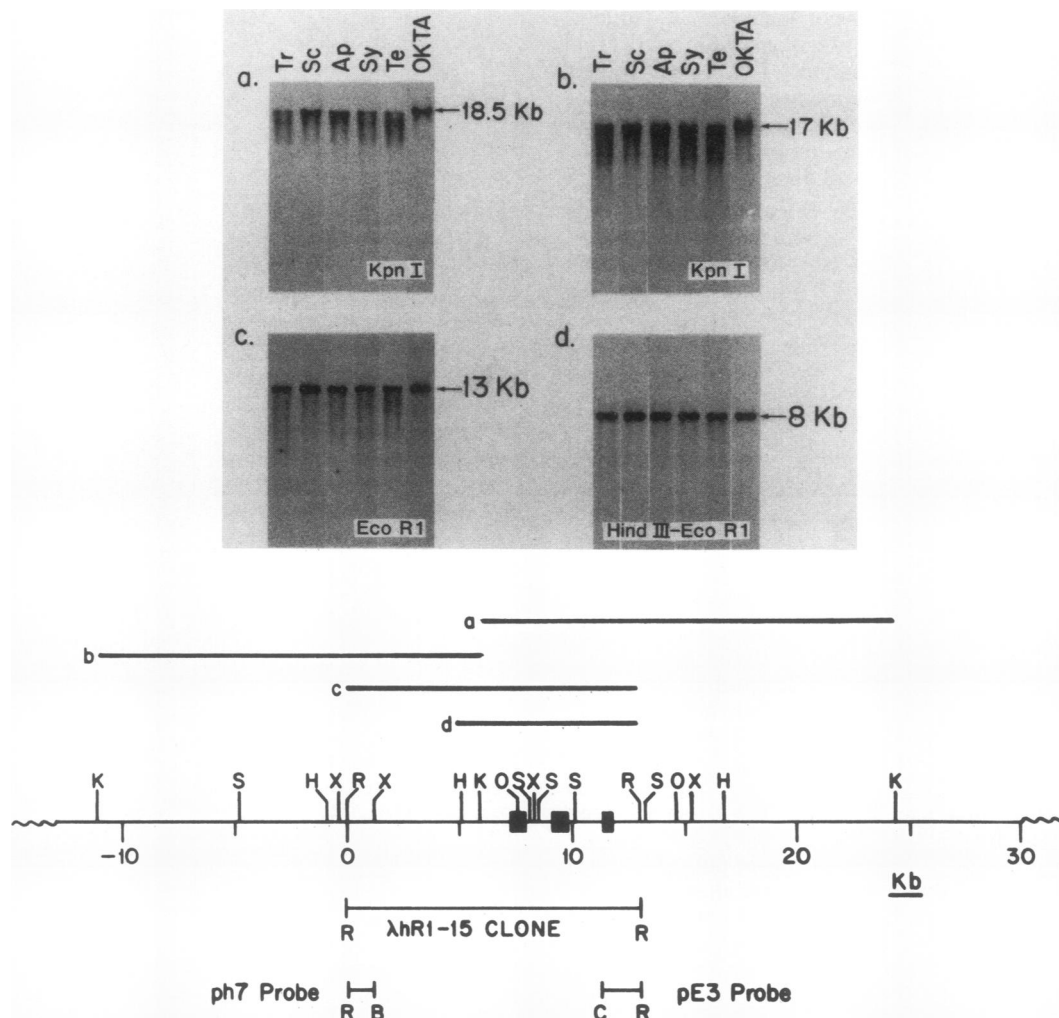 a.
Tr Sc Ap Sy Te OKTA
18.5 Kb
Kpn I
b.
Tr Sc Ap Sy Te OKTA
17 Kb
Kpn I
c.
13 Kb
Eco R1
d.
8 Kb
Hind III-Eco R1
a
b
c
d
K S H X R X H K O S X S S R S O X H K
-10 0 10 20 30
Kb
R λhR1-15 CLONE R
ph7 Probe R B
C R pE3 Probe